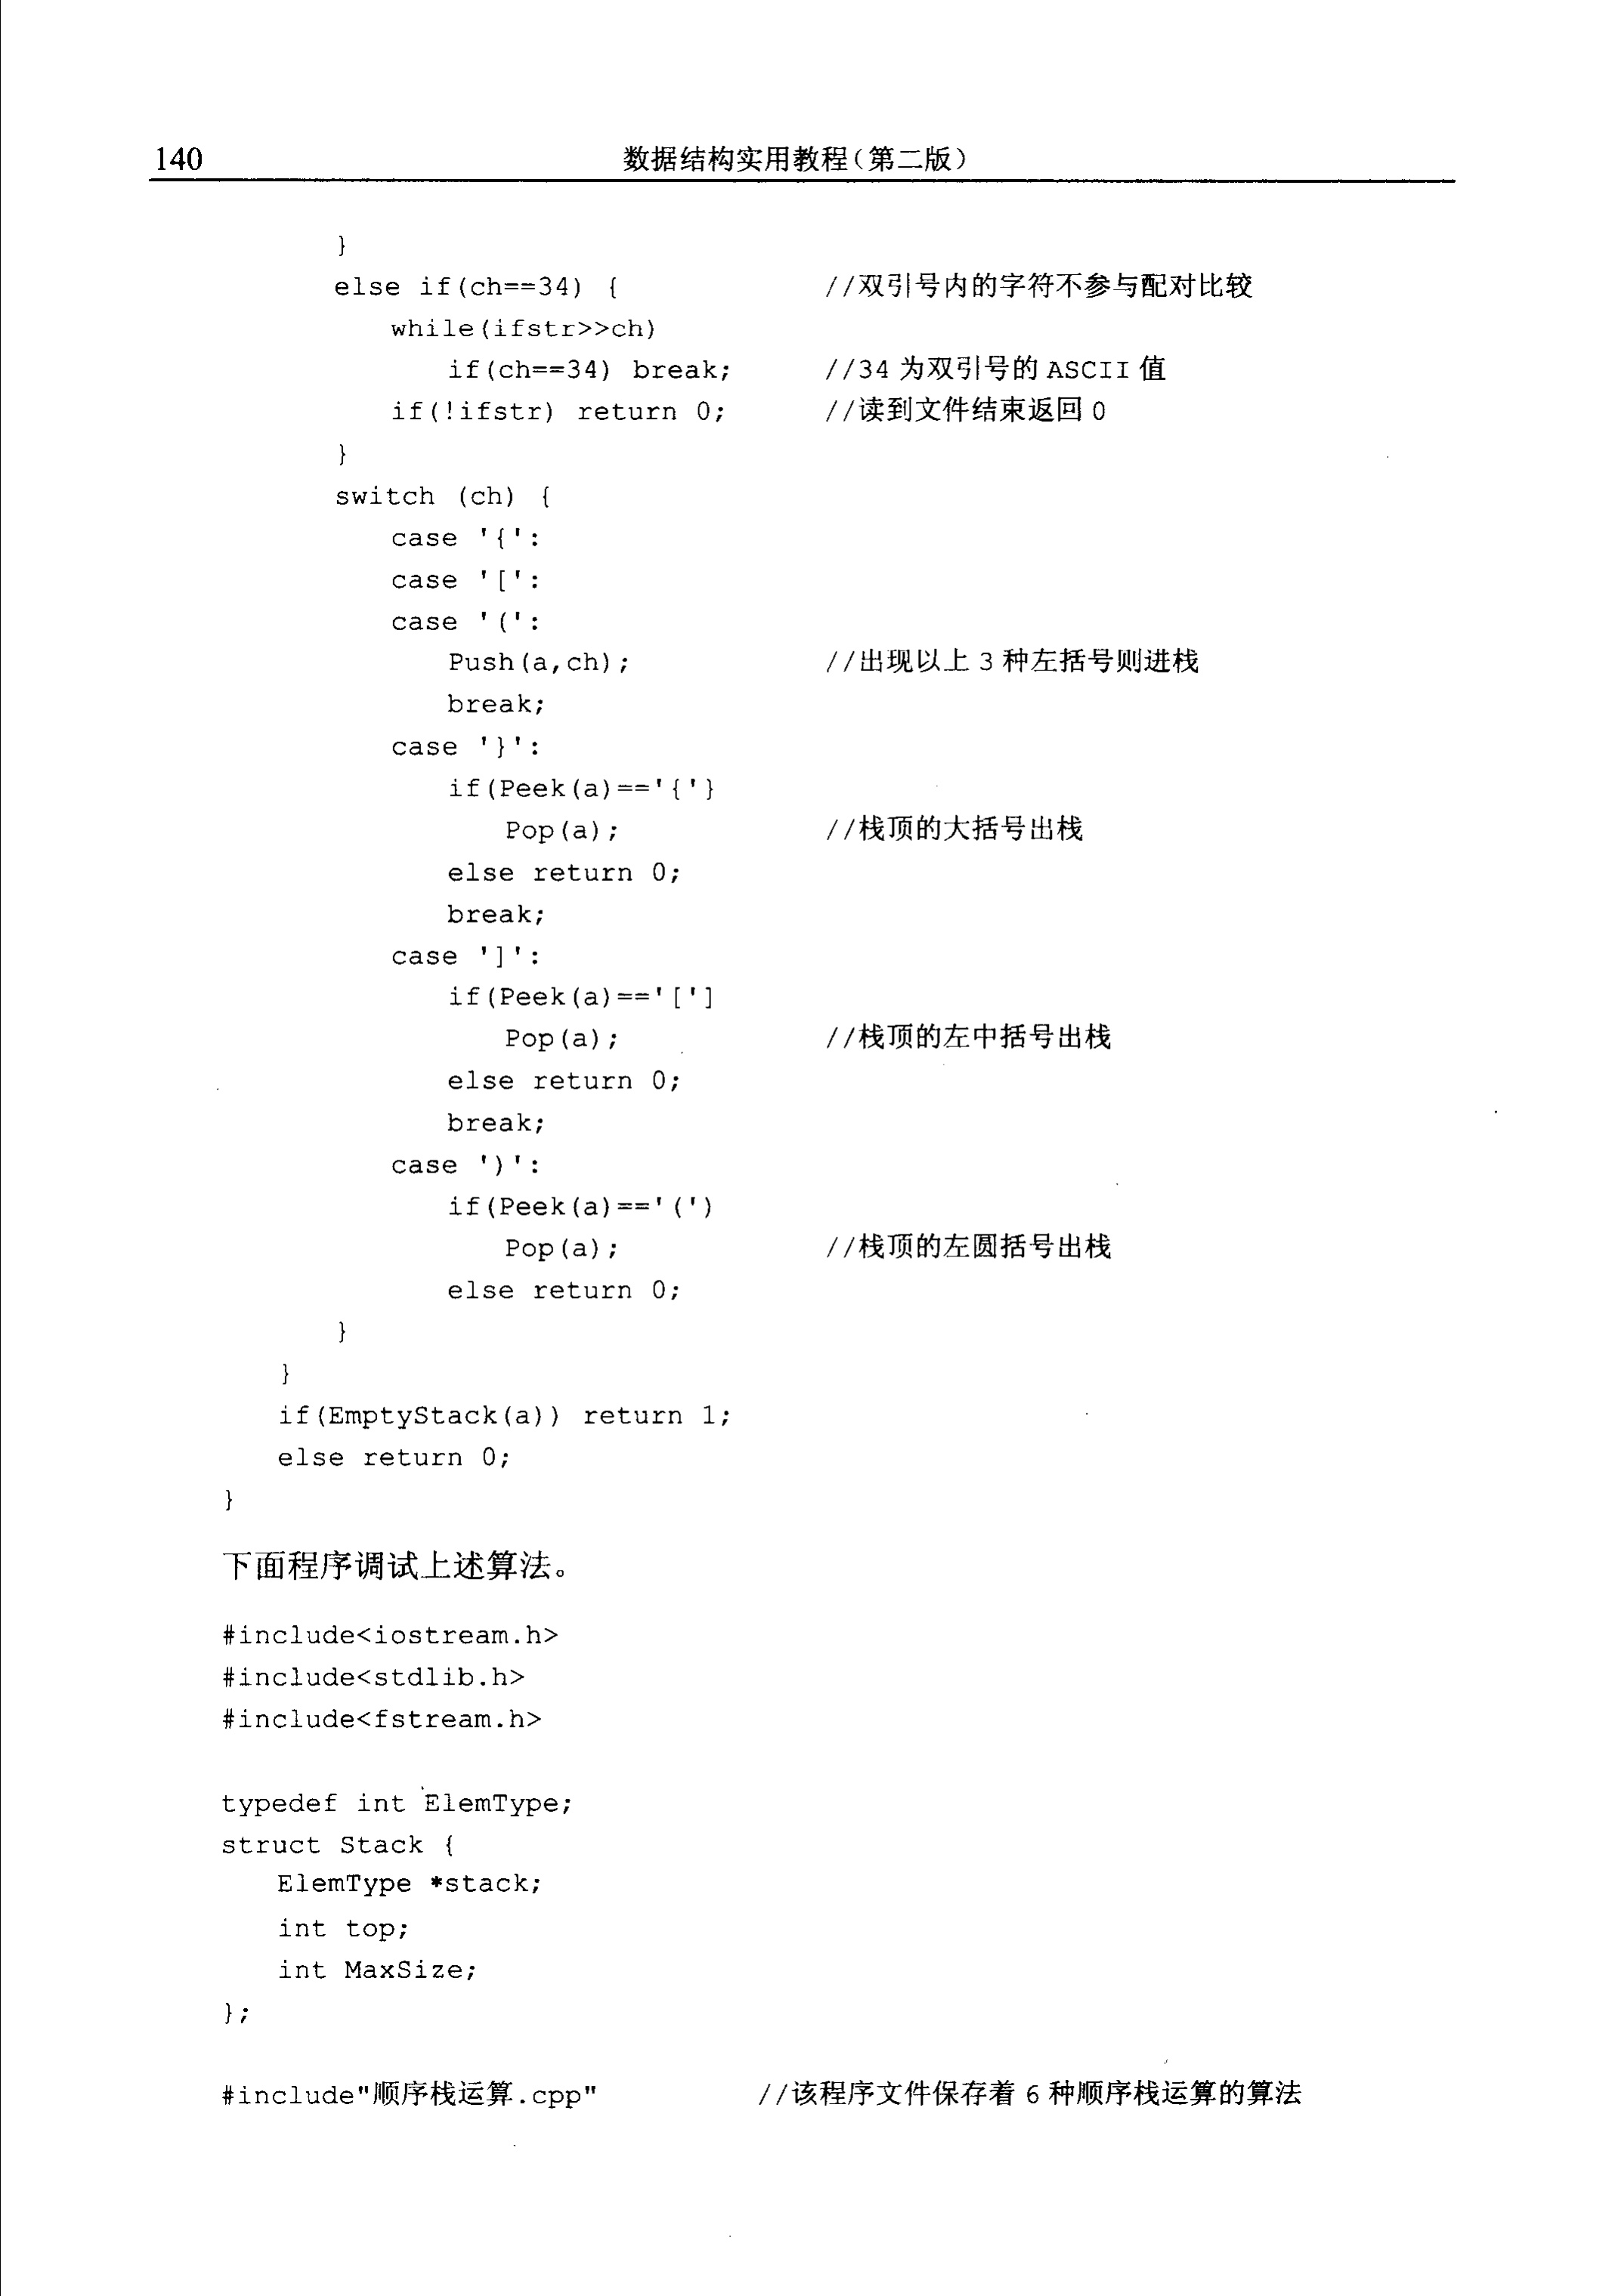 140 数据结构实用教程(第二版)
}
else if(ch==34) { //双引号内的字符不参与配对比较
while(ifstr>>ch)
if(ch==34) break; //34 为双引号的 ASCII 值
if(!ifstr) return 0; //读到文件结束返回 0
}
switch (ch) {
case '{':
case '[':
case '(':
Push(a,ch); //出现以上 3 种左括号则进栈
break;
case '}':
if(Peek(a)=='{'}
Pop(a); //栈顶的大括号出栈
else return 0;
break;
case ']':
if(Peek(a)=='[']
Pop(a); //栈顶的左中括号出栈
else return 0;
break;
case ')':
if(Peek(a)=='(')
Pop(a); //栈顶的左圆括号出栈
else return 0;
}
}
if(EmptyStack(a)) return 1;
else return 0;
}
下面程序调试上述算法。
#include<iostream.h>
#include<stdlib.h>
#include<fstream.h>
typedef int ElemType;
struct Stack {
ElemType *stack;
int top;
int MaxSize;
};
#include"顺序栈运算.cpp" //该程序文件保存着 6 种顺序栈运算的算法